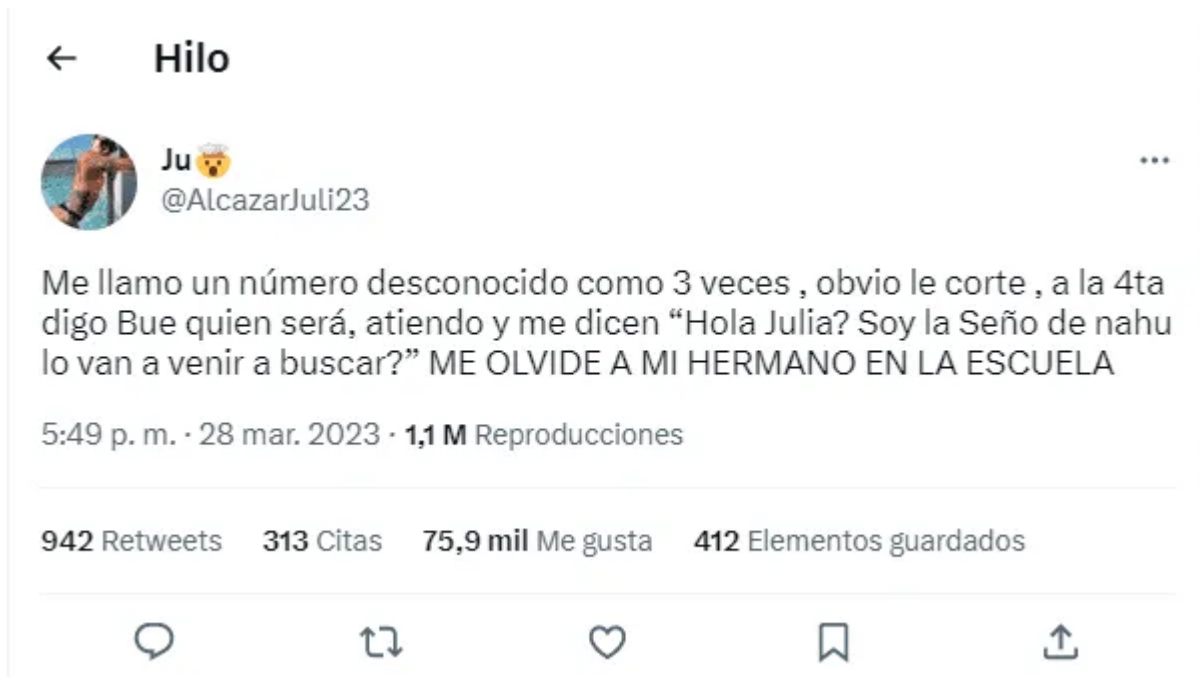 Hilo
Ju🤯
@AlcazarJuli23
Me llamo un número desconocido como 3 veces , obvio le corte , a la 4ta
digo Bue quien será, atiendo y me dicen “Hola Julia? Soy la Seño de nahu
lo van a venir a buscar?” ME OLVIDE A MI HERMANO EN LA ESCUELA
5:49 p. m. · 28 mar. 2023 · 1,1 M Reproducciones
942 Retweets 313 Citas 75,9 mil Me gusta 412 Elementos guardados